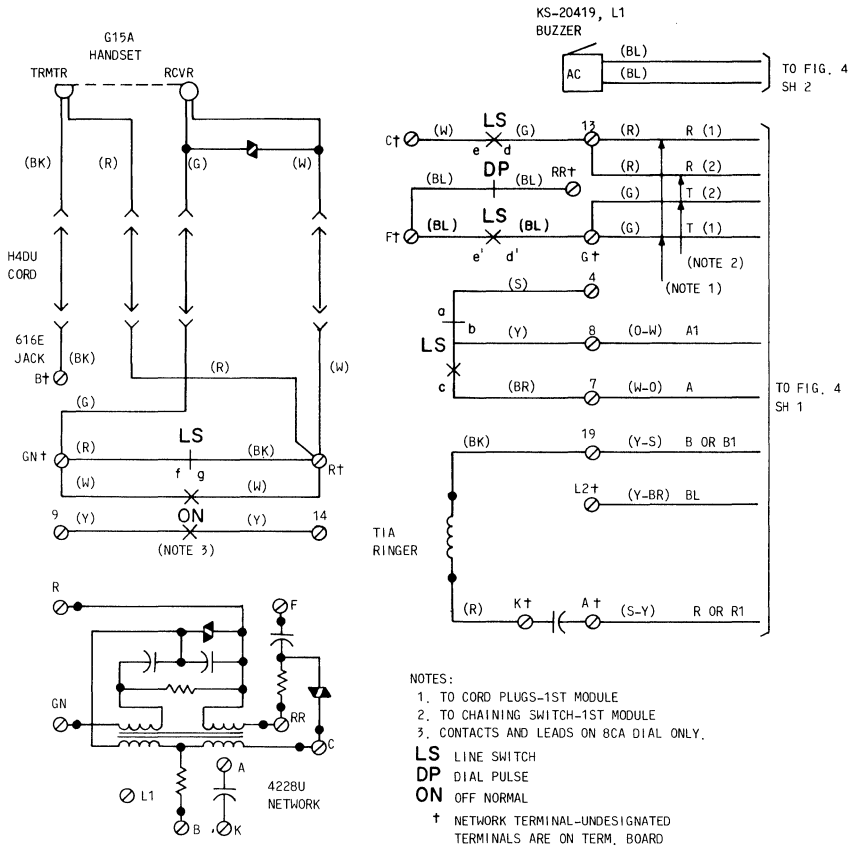 KS-20419, L1
BUZZER
G15A
HANDSET
TRMTR
RCVR
AC
(BL)
(BL)
TO FIG. 4
SH 2
C†
(W)
LS
(G)
e d
13
(R)
R (1)
(R)
R (2)
DP
(BL)
(BL)
RR†
(G)
T (2)
F†
(BL)
LS
(BL)
e' d'
G†
(G)
T (1)
(NOTE 2)
(NOTE 1)
(BK)
(R)
(G)
(W)
H4DU
CORD
616E
JACK
(BK)
B†
(R)
(W)
(G)
LS
GN†
(R)
(BK)
f g
R†
(W)
(W)
ON
9
(Y)
(Y)
14
(NOTE 3)
(S)
4
a
b
LS
(Y)
8
(O-W)
A1
c
(BR)
7
(W-O)
A
TO FIG. 4
SH 1
(BK)
19
(Y-S)
B OR B1
L2†
(Y-BR)
BL
TIA
RINGER
(R)
K†
A†
(S-Y)
R OR R1
R
F
GN
RR
C
A
L1
4228U
NETWORK
B
K
NOTES:
1. TO CORD PLUGS-1ST MODULE
2. TO CHAINING SWITCH-1ST MODULE
3. CONTACTS AND LEADS ON 8CA DIAL ONLY.
LS LINE SWITCH
DP DIAL PULSE
ON OFF NORMAL
† NETWORK TERMINAL-UNDESIGNATED
TERMINALS ARE ON TERM. BOARD